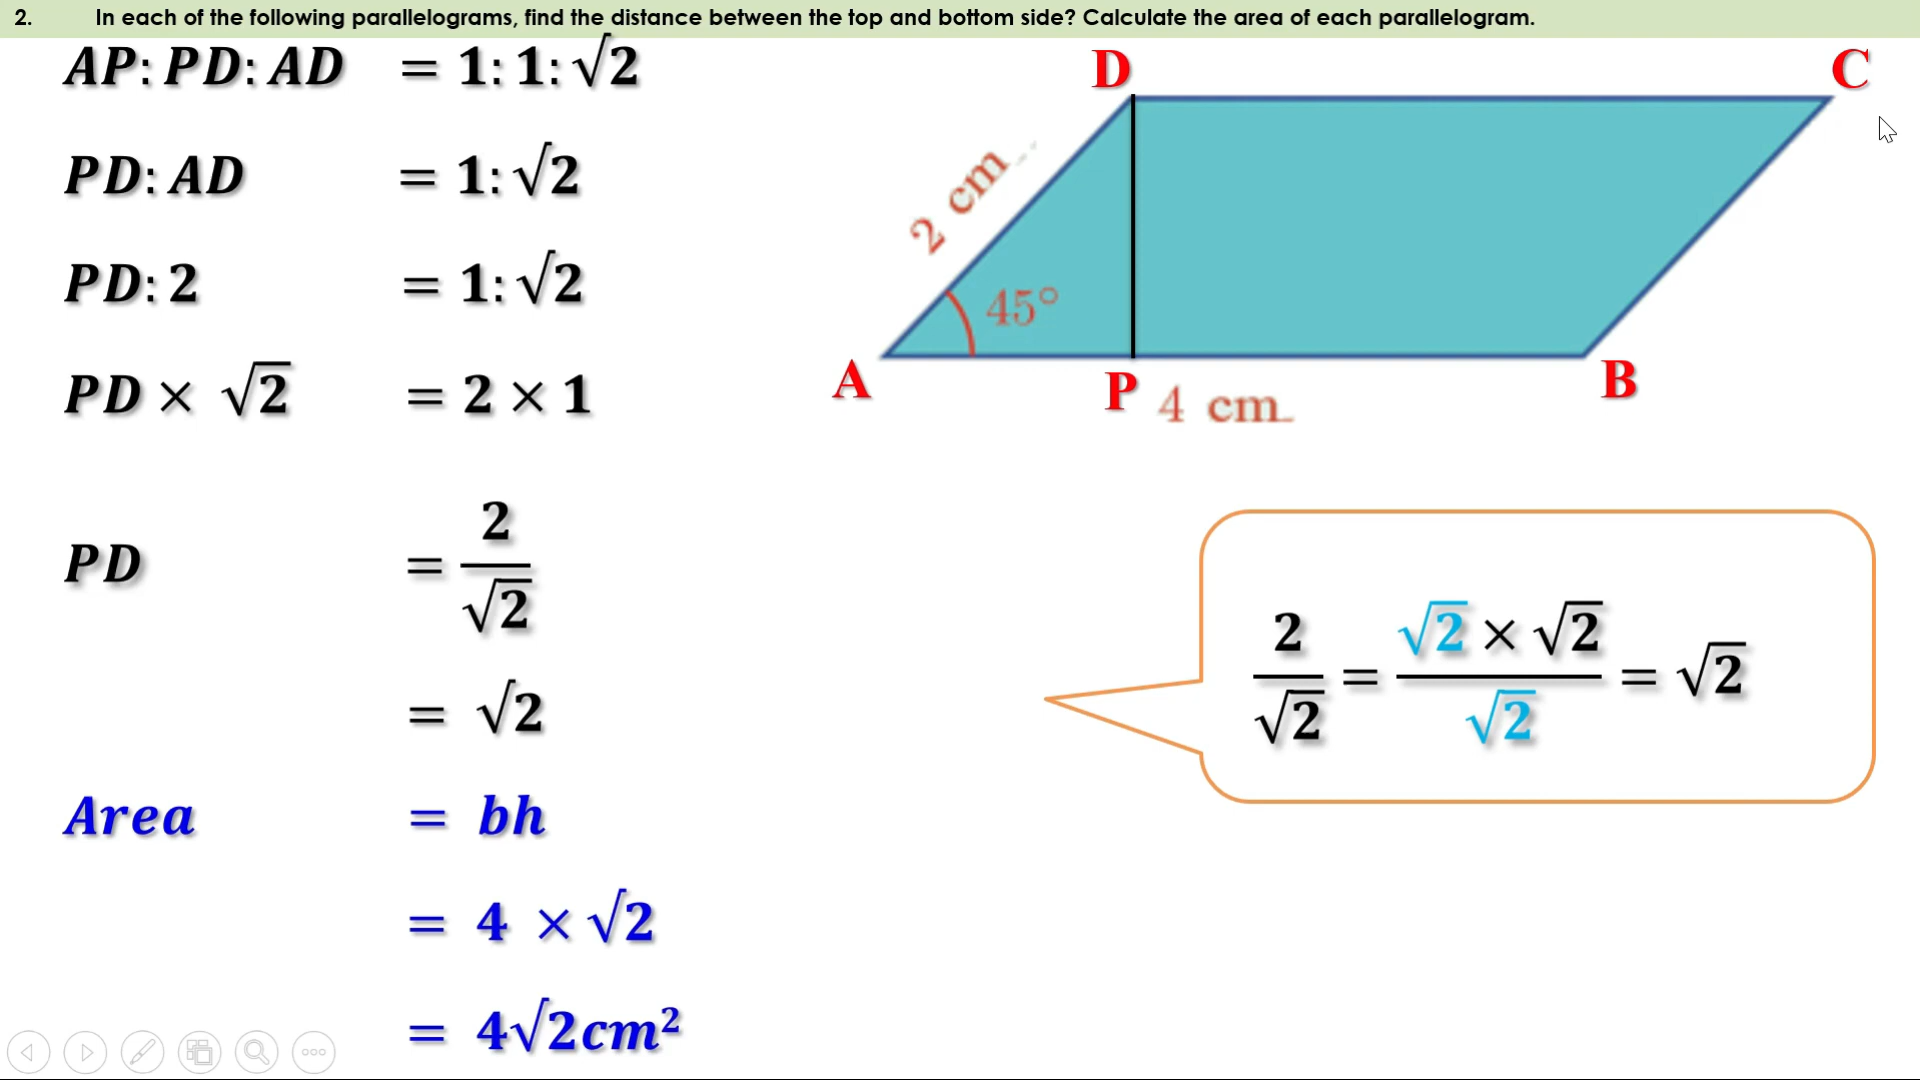 2. In each of the following parallelograms, find the distance between the top and bottom side? Calculate the area of each parallelogram.
AP: PD: AD = 1: 1: √2
PD: AD = 1: √2
PD: 2 = 1: √2
PD × √2 = 2 × 1
PD = 2/√2
= √2
Area = bh
= 4 × √2
= 4√2cm²
D
C
2 cm
45°
A
P
4 cm
B
2/√2 = √2 × √2/√2 = √2